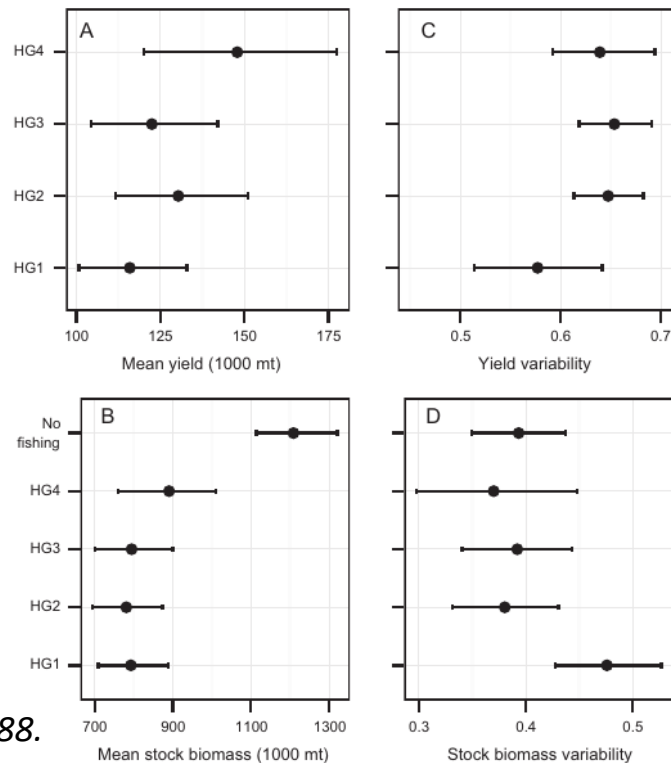 A
C
HG4
HG3
HG2
HG1
100 125 150 175
0.5 0.6 0.7
Mean yield (1000 mt)
Yield variability
B
D
No
fishing
HG4
HG3
HG2
HG1
700 900 1100 1300
0.3 0.4 0.5
88.
Mean stock biomass (1000 mt)
Stock biomass variability